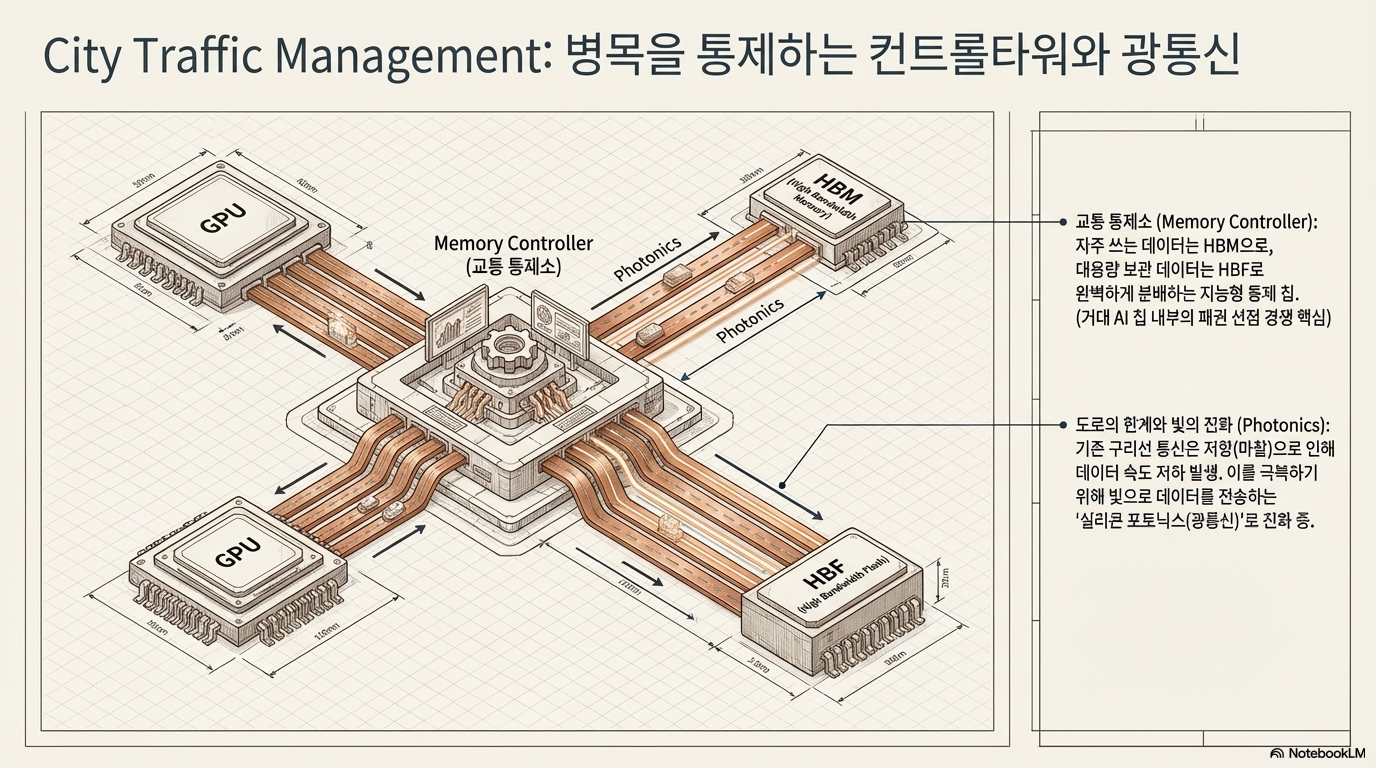 City Traffic Management: 병목을 통제하는 컨트롤타워와 광통신
GPU
HBM
Memory Controller
(교통 통제소)
Photonics
Photonics
GPU
HBF
교통 통제소 (Memory Controller):
자주 쓰는 데이터는 HBM으로,
대용량 보관 데이터는 HBF로
완벽하게 분배하는 지능형 통제 칩.
(거대 AI 칩 내부의 패권 선점 경쟁 핵심)
도로의 한계와 빛의 진화 (Photonics):
기존 구리선 통신은 저항(마찰)으로 인해
데이터 속도 저하 발생. 이를 극복하기
위해 빛으로 데이터를 전송하는
'실리콘 포토닉스(광통신)'로 진화 중.
NotebookLM